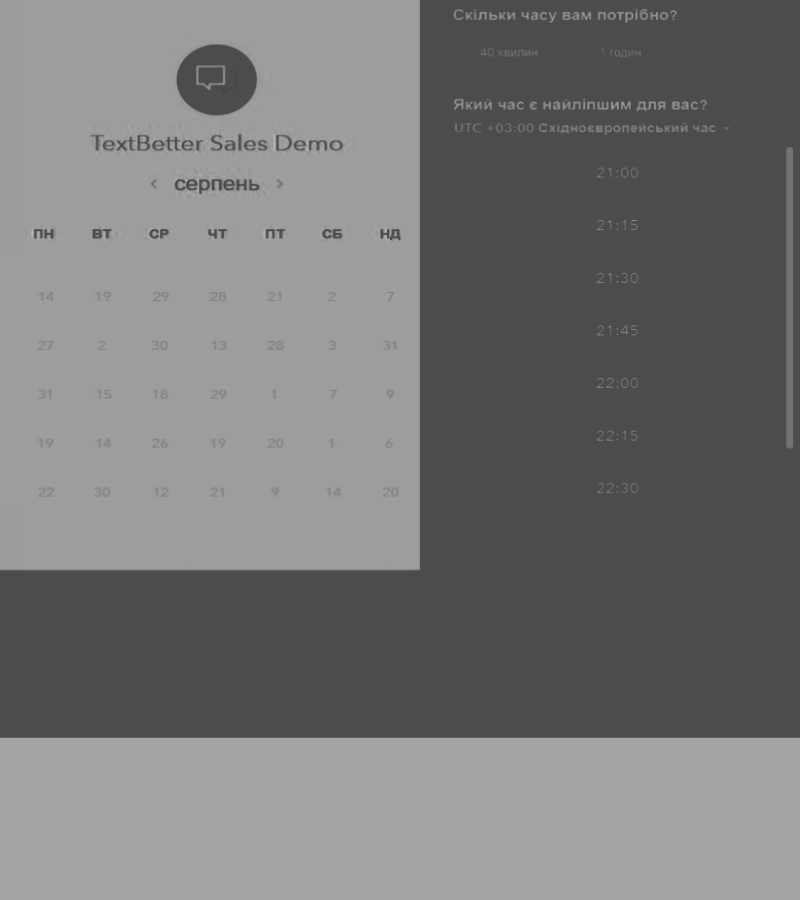 TextBetter Sales Demo
‹ серпень ›
ПН ВТ СР ЧТ ПТ СБ НД
14 19 29 28 21 2 7
27 2 30 13 28 3 31
31 15 18 29 1 7 9
19 14 26 19 20 1 6
22 30 12 21 9 14 20
Скільки часу вам потрібно?
40 хвилин 1 годин
Який час є найліпшим для вас?
UTC +03:00 Східноєвропейський час
21:00
21:15
21:30
21:45
22:00
22:15
22:30